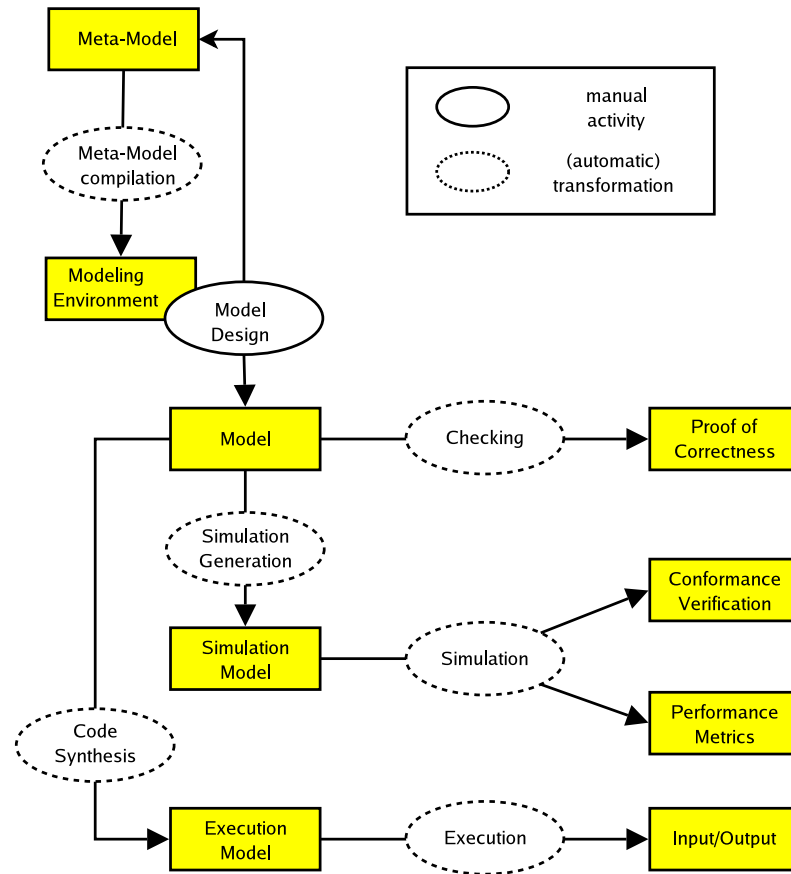 Meta-Model
manual
activity
(automatic)
transformation
Meta-Model
compilation
Modeling
Environment
Model
Design
Model
Checking
Proof of
Correctness
Simulation
Generation
Conformance
Verification
Simulation
Model
Simulation
Performance
Metrics
Code
Synthesis
Execution
Model
Execution
Input/Output